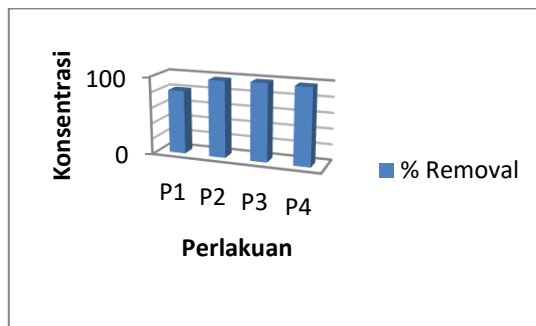 Konsentrasi
100
0
P1 P2 P3 P4
Perlakuan
% Removal